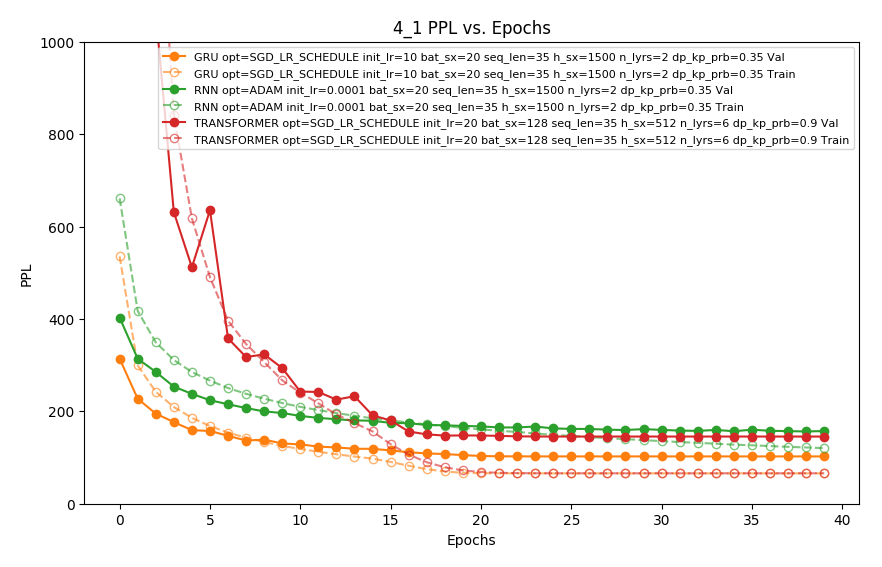 4_1 PPL vs. Epochs
1000
800
600
400
200
0
PPL
GRU opt=SGD_LR_SCHEDULE init_lr=10 bat_sx=20 seq_len=35 h_sx=1500 n_lyrs=2 dp_kp_prb=0.35 Val
GRU opt=SGD_LR_SCHEDULE init_lr=10 bat_sx=20 seq_len=35 h_sx=1500 n_lyrs=2 dp_kp_prb=0.35 Train
RNN opt=ADAM init_lr=0.0001 bat_sx=20 seq_len=35 h_sx=1500 n_lyrs=2 dp_kp_prb=0.35 Val
RNN opt=ADAM init_lr=0.0001 bat_sx=20 seq_len=35 h_sx=1500 n_lyrs=2 dp_kp_prb=0.35 Train
TRANSFORMER opt=SGD_LR_SCHEDULE init_lr=20 bat_sx=128 seq_len=35 h_sx=512 n_lyrs=6 dp_kp_prb=0.9 Val
TRANSFORMER opt=SGD_LR_SCHEDULE init_lr=20 bat_sx=128 seq_len=35 h_sx=512 n_lyrs=6 dp_kp_prb=0.9 Train
0 5 10 15 20 25 30 35 40
Epochs